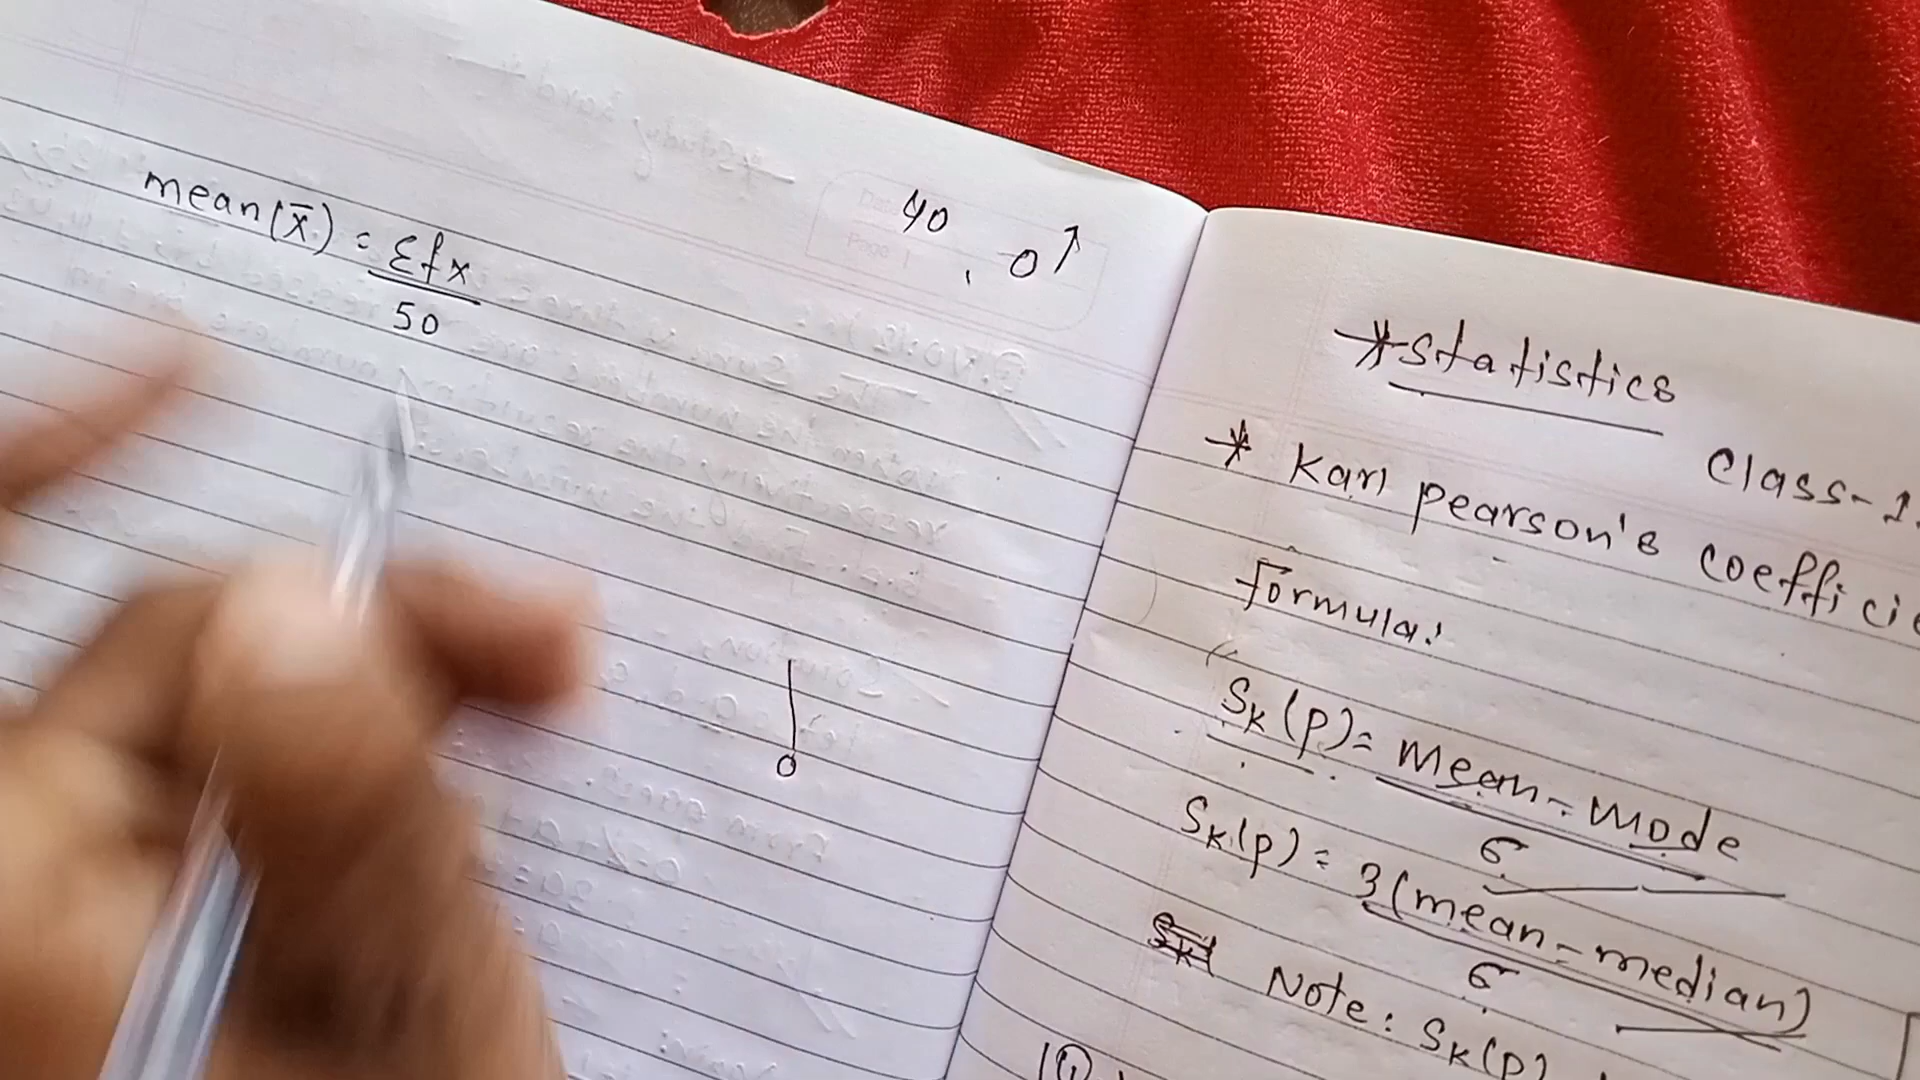 40
. 0↑
mean(x̄) = Σfx
50
*Statistics
Class-1
* Karl Pearson's coeffici
Formula:
Sk(p) = Mean - Mode
σ
Sk(p) = 3(mean - median)
σ
Note: Sk(p)